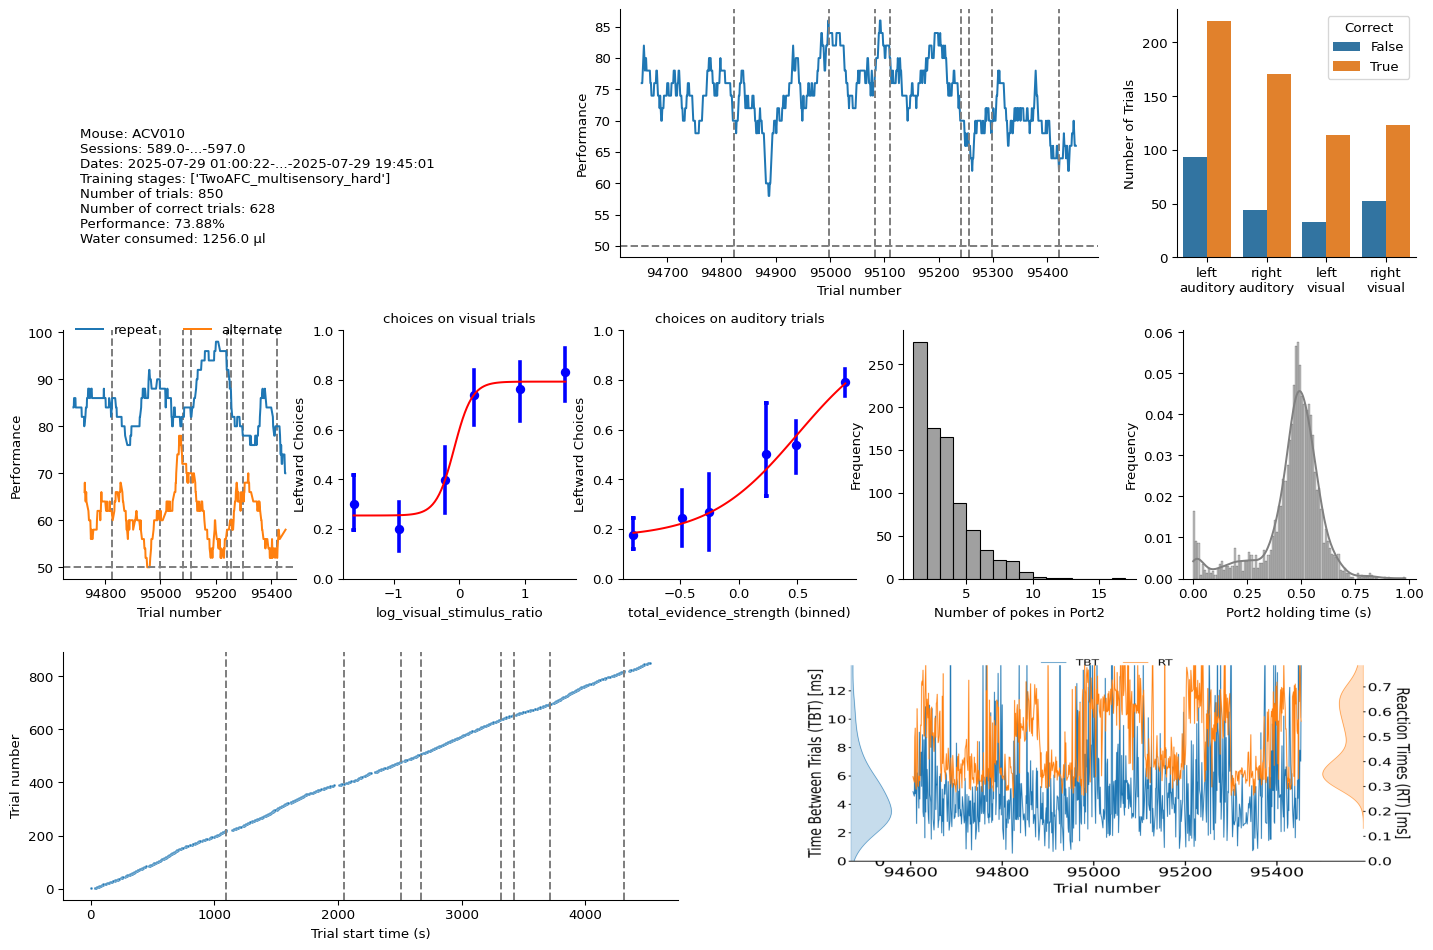 Mouse: ACV010
Sessions: 589.0-...-597.0
Dates: 2025-07-29 01:00:22-...-2025-07-29 19:45:01
Training stages: ['TwoAFC_multisensory_hard']
Number of trials: 850
Number of correct trials: 628
Performance: 73.88%
Water consumed: 1256.0 µl
Performance
85
80
75
70
65
60
55
50
94700 94800 94900 95000 95100 95200 95300 95400
Trial number
Number of Trials
200
150
100
50
0
Correct
False
True
left auditory
right auditory
left visual
right visual
Performance
100
90
80
70
60
50
repeat
alternate
94800 95000 95200 95400
Trial number
choices on visual trials
Leftward Choices
1.0
0.8
0.6
0.4
0.2
0.0
−1 0 1
log_visual_stimulus_ratio
choices on auditory trials
Leftward Choices
1.0
0.8
0.6
0.4
0.2
0.0
−0.5 0.0 0.5
total_evidence_strength (binned)
Frequency
250
200
150
100
50
0
5 10 15
Number of pokes in Port2
Frequency
0.06
0.05
0.04
0.03
0.02
0.01
0.00
0.00 0.25 0.50 0.75 1.00
Port2 holding time (s)
Trial number
800
600
400
200
0
0 1000 2000 3000 4000
Trial start time (s)
TBT
RT
Time Between Trials (TBT) [ms]
12
10
8
6
4
2
0
0
94600 94800 95000 95200 95400
Trial number
0.7
0.6
0.5
0.4
0.3
0.2
0.1
0.0
Reaction Times (RT) [ms]